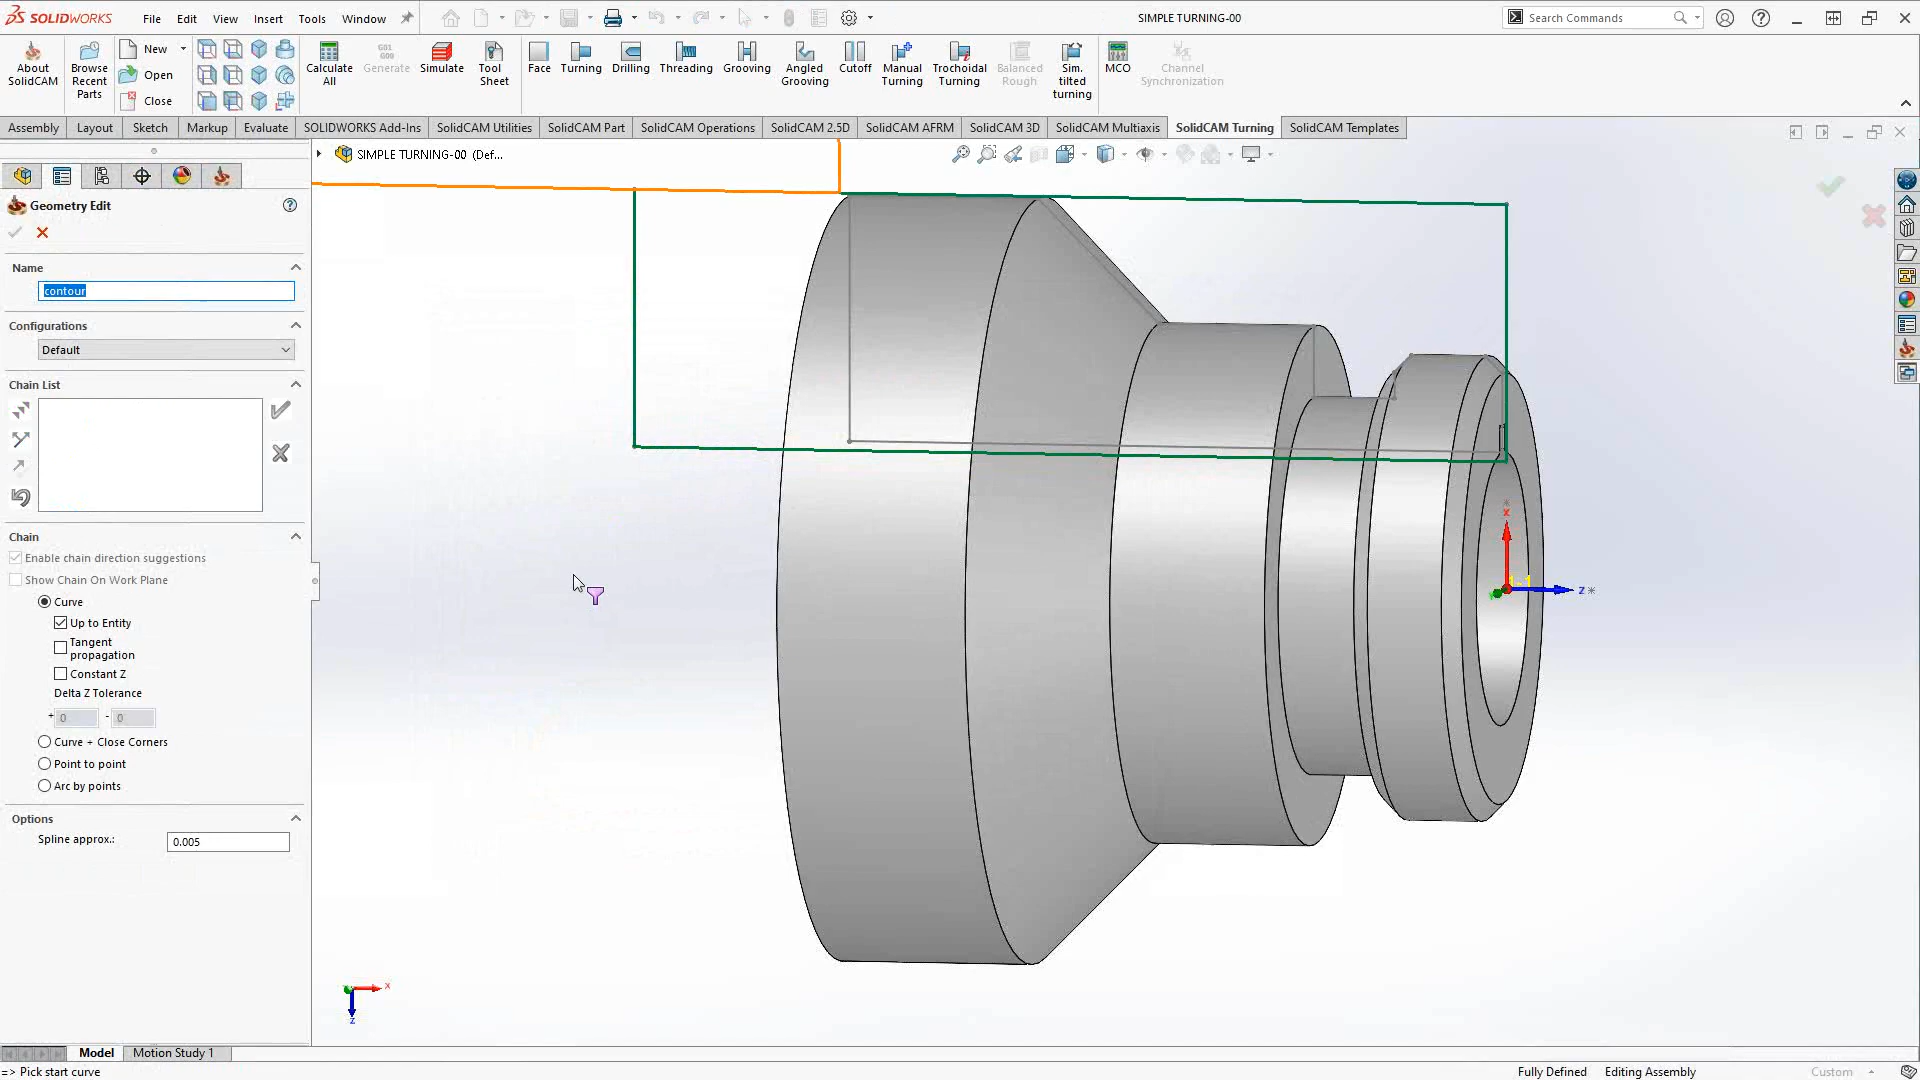 SOLIDWORKS File Edit View Insert Tools Window SIMPLE TURNING-00 Search Commands
About SolidCAM
Browse Recent Parts
New
Open
Close
Calculate All
G01 G00 Generate
Simulate
Tool Sheet
Face
Turning
Drilling
Threading
Grooving
Angled Grooving
Cutoff
Manual Turning
Trochoidal Turning
Balanced Rough
Sim. tilted turning
MCO
Channel Synchronization
Assembly Layout Sketch Markup Evaluate SOLIDWORKS Add-Ins SolidCAM Utilities SolidCAM Part SolidCAM Operations SolidCAM 2.5D SolidCAM AFRM SolidCAM 3D SolidCAM Multiaxis SolidCAM Turning SolidCAM Templates
SIMPLE TURNING-00 (Def...
Geometry Edit
Name
contour
Configurations
Default
Chain List
Chain
Enable chain direction suggestions
Show Chain On Work Plane
Curve
Up to Entity
Tangent propagation
Constant Z
Delta Z Tolerance
+ 0 - 0
Curve + Close Corners
Point to point
Arc by points
Options
Spline approx.: 0.005
X
1-1
Z
X
Z
Model Motion Study 1
=> Pick start curve Fully Defined Editing Assembly Custom